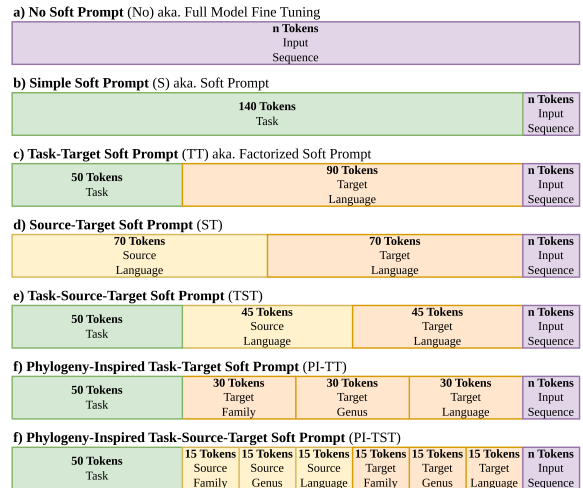 a) No Soft Prompt (No) aka. Full Model Fine Tuning
n Tokens
Input
Sequence
b) Simple Soft Prompt (S) aka. Soft Prompt
140 Tokens
Task
n Tokens
Input
Sequence
c) Task-Target Soft Prompt (TT) aka. Factorized Soft Prompt
50 Tokens
Task
90 Tokens
Target
Language
n Tokens
Input
Sequence
d) Source-Target Soft Prompt (ST)
70 Tokens
Source
Language
70 Tokens
Target
Language
n Tokens
Input
Sequence
e) Task-Source-Target Soft Prompt (TST)
50 Tokens
Task
45 Tokens
Source
Language
45 Tokens
Target
Language
n Tokens
Input
Sequence
f) Phylogeny-Inspired Task-Target Soft Prompt (PI-TT)
50 Tokens
Task
30 Tokens
Target
Family
30 Tokens
Target
Genus
30 Tokens
Target
Language
n Tokens
Input
Sequence
f) Phylogeny-Inspired Task-Source-Target Soft Prompt (PI-TST)
50 Tokens
Task
15 Tokens
Source
Family
15 Tokens
Source
Genus
15 Tokens
Source
Language
15 Tokens
Target
Family
15 Tokens
Target
Genus
15 Tokens
Target
Language
n Tokens
Input
Sequence